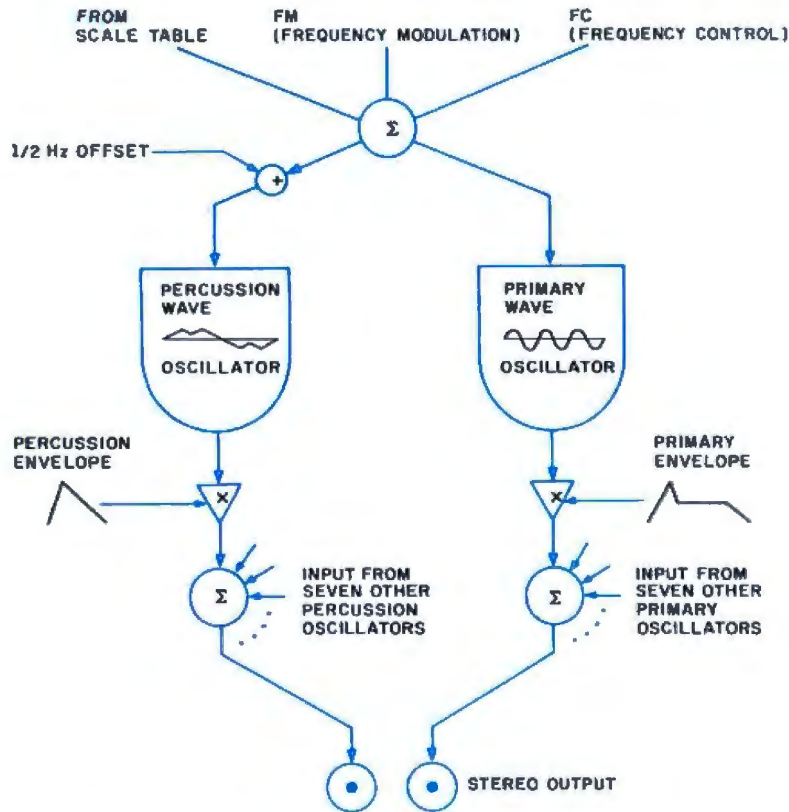 FROM
SCALE TABLE
FM
(FREQUENCY MODULATION)
FC
(FREQUENCY CONTROL)
Σ
1/2 Hz OFFSET
+
PERCUSSION
WAVE
OSCILLATOR
PRIMARY
WAVE
OSCILLATOR
PERCUSSION
ENVELOPE
X
X
PRIMARY
ENVELOPE
Σ
INPUT FROM
SEVEN OTHER
PERCUSSION
OSCILLATORS
Σ
INPUT FROM
SEVEN OTHER
PRIMARY
OSCILLATORS
STEREO OUTPUT